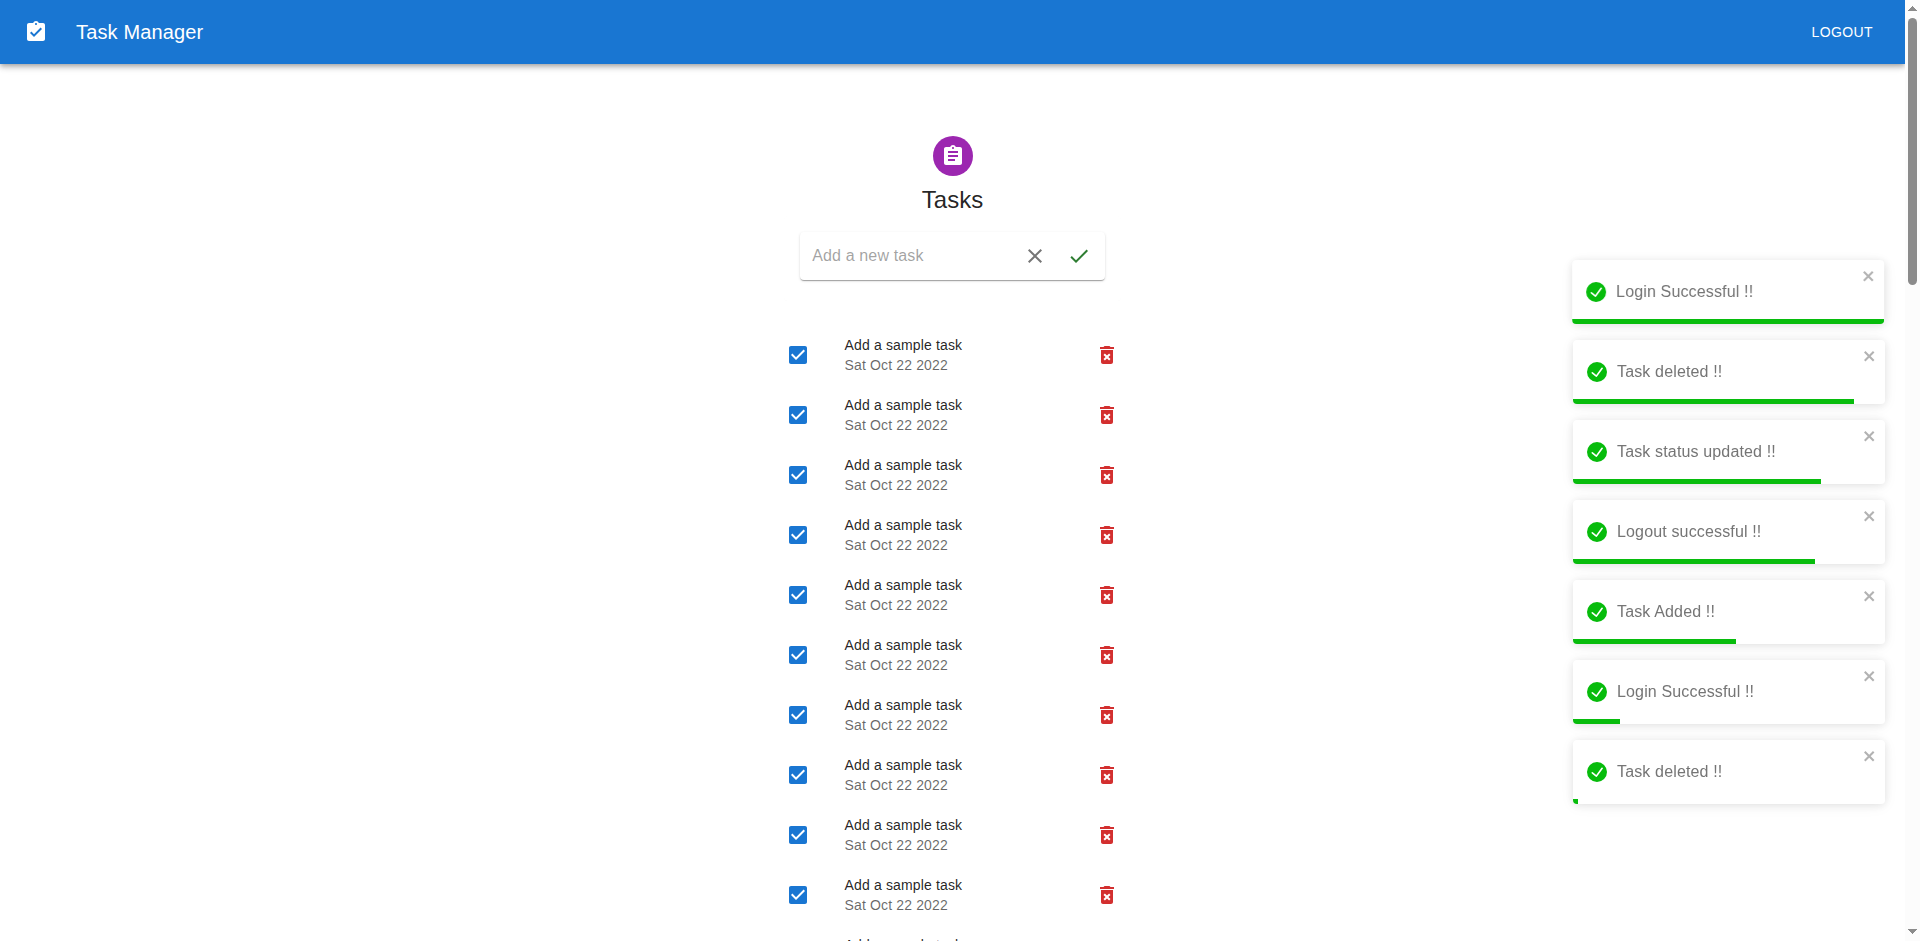 Task Manager
LOGOUT
Tasks
Add a new task
Add a sample task
Sat Oct 22 2022
Add a sample task
Sat Oct 22 2022
Add a sample task
Sat Oct 22 2022
Add a sample task
Sat Oct 22 2022
Add a sample task
Sat Oct 22 2022
Add a sample task
Sat Oct 22 2022
Add a sample task
Sat Oct 22 2022
Add a sample task
Sat Oct 22 2022
Add a sample task
Sat Oct 22 2022
Add a sample task
Sat Oct 22 2022
Login Successful !!
Task deleted !!
Task status updated !!
Logout successful !!
Task Added !!
Login Successful !!
Task deleted !!